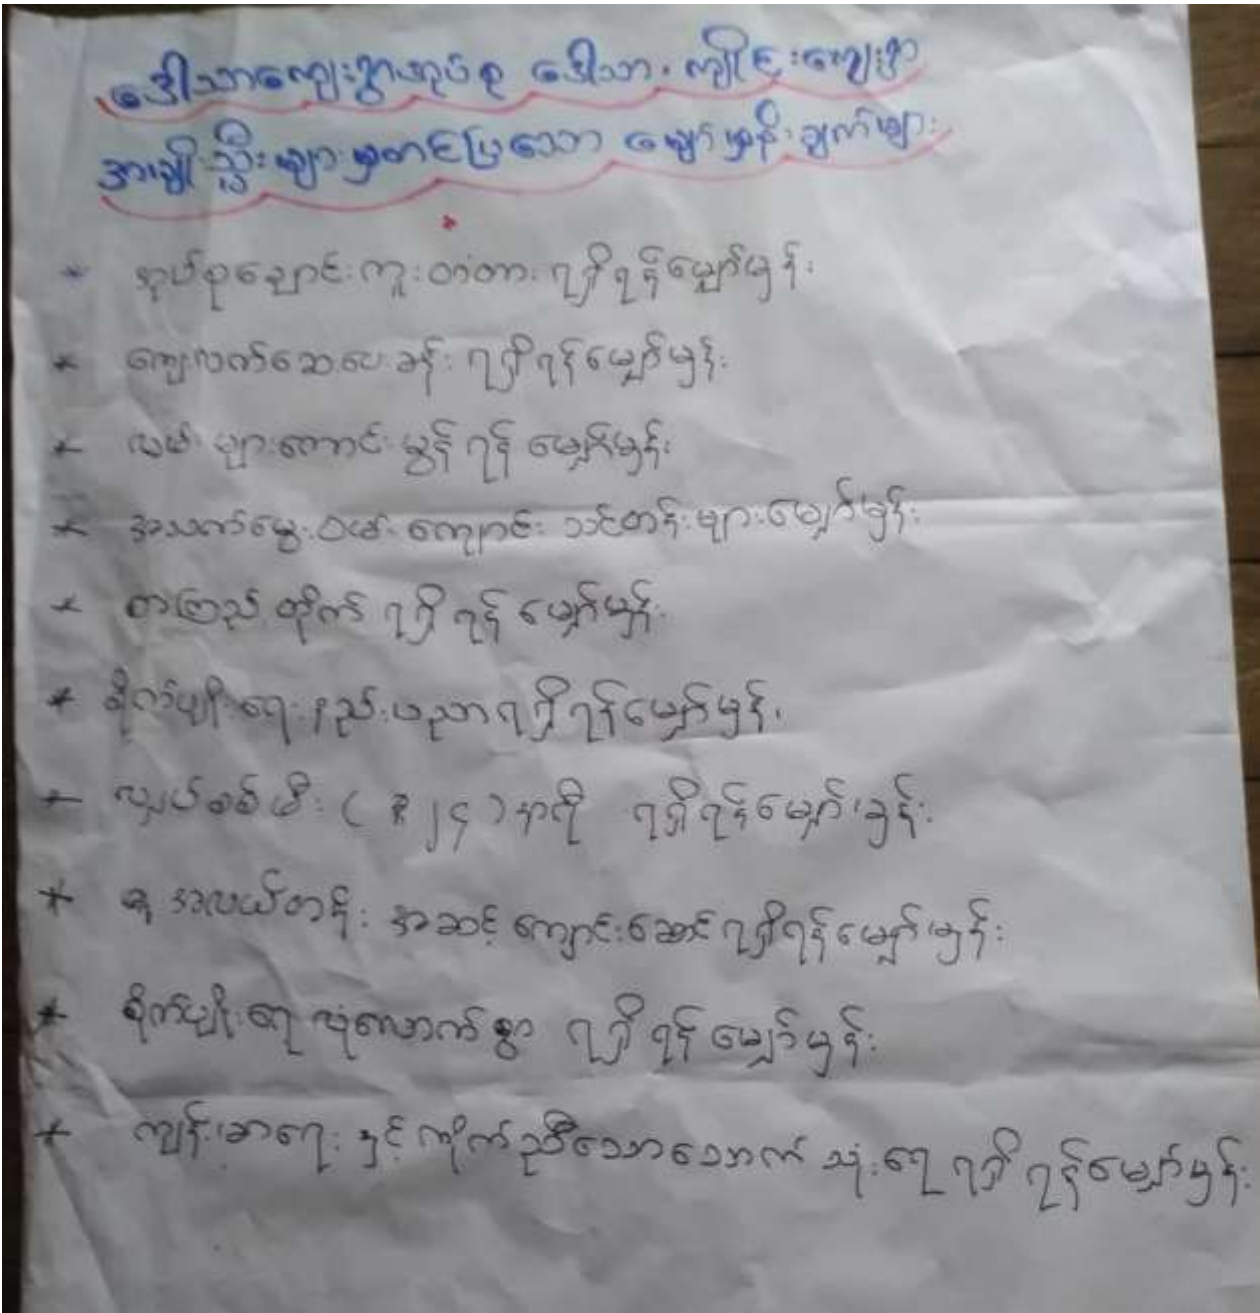 ဒေါသာကျေးရွာအုပ်စု ဒေါသာ၊ ကျိုင်းကျေးရွာ
အမျိုးသ္မီးများမှတင်ပြသော မျှော်မှန်းချက်များ
* အုပ်စုချောင်းကူးတံတားရရှိရန်မျှော်မှန်း
* ကျေးလက်ဆေးပေးခန်းရရှိရန်မျှော်မှန်း
* လမ်းများကောင်းမွန်ရန် မျှော်မှန်း
* အသက်မွေးဝမ်းကျောင်းသင်တန်းများမျှော်မှန်း
* စာကြည့်တိုက် ရရှိရန် မျှော်မှန်း
* စိုက်ပျိုးရေးနည်းပညာရရှိရန်မျှော်မှန်း
* လျှပ်စစ်မီး ( ၂၄ ) နာရီ ရရှိရန်မျှော်မှန်း
* အလယ်တန်းအဆင့်ကျောင်းဆောင်ရရှိရန်မျှော်မှန်း
* စိုက်ပျိုးရေလုံလောက်စွာ ရရှိရန်မျှော်မှန်း
* ကျန်းမာရေးနှင့်ကိုက်ညီသောသောက်သုံးရေရရှိရန်မျှော်မှန်း